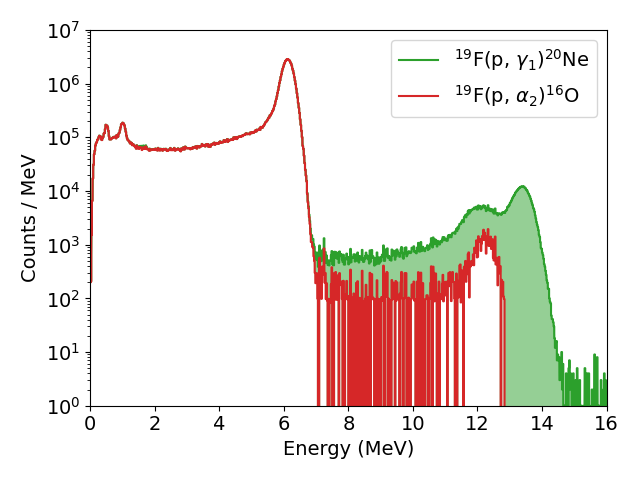 10⁷
10⁶
10⁵
10⁴
10³
10²
10¹
10⁰
Counts / MeV
¹⁹F(p, γ₁)²⁰Ne
¹⁹F(p, α₂)¹⁶O
0 2 4 6 8 10 12 14 16
Energy (MeV)